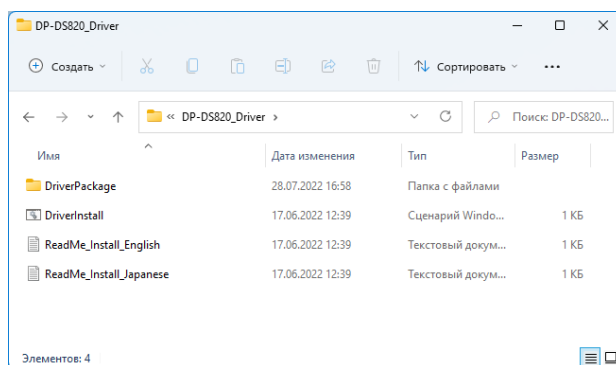 DP-DS820_Driver
Создать
Сортировать
« DP-DS820_Driver >
Поиск: DP-DS820...
Имя Дата изменения Тип Размер
DriverPackage 28.07.2022 16:58 Папка с файлами
DriverInstall 17.06.2022 12:39 Сценарий Windo... 1 КБ
ReadMe_Install_English 17.06.2022 12:39 Текстовый докум... 1 КБ
ReadMe_Install_Japanese 17.06.2022 12:39 Текстовый докум... 1 КБ
Элементов: 4